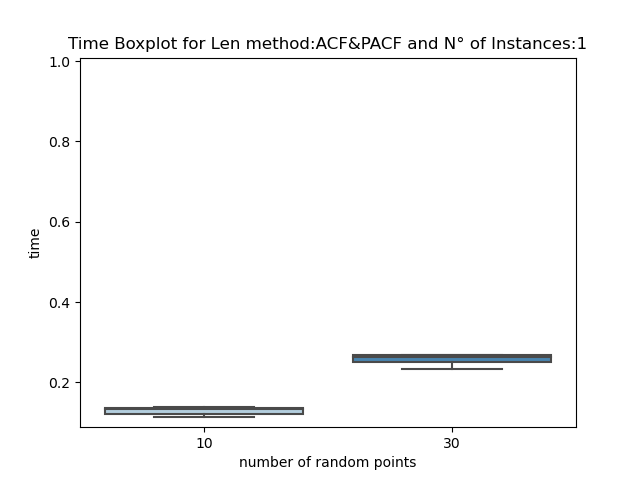 Time Boxplot for Len method:ACF&PACF and N° of Instances:1
1.0
0.8
0.6
0.4
0.2
time
10 30
number of random points